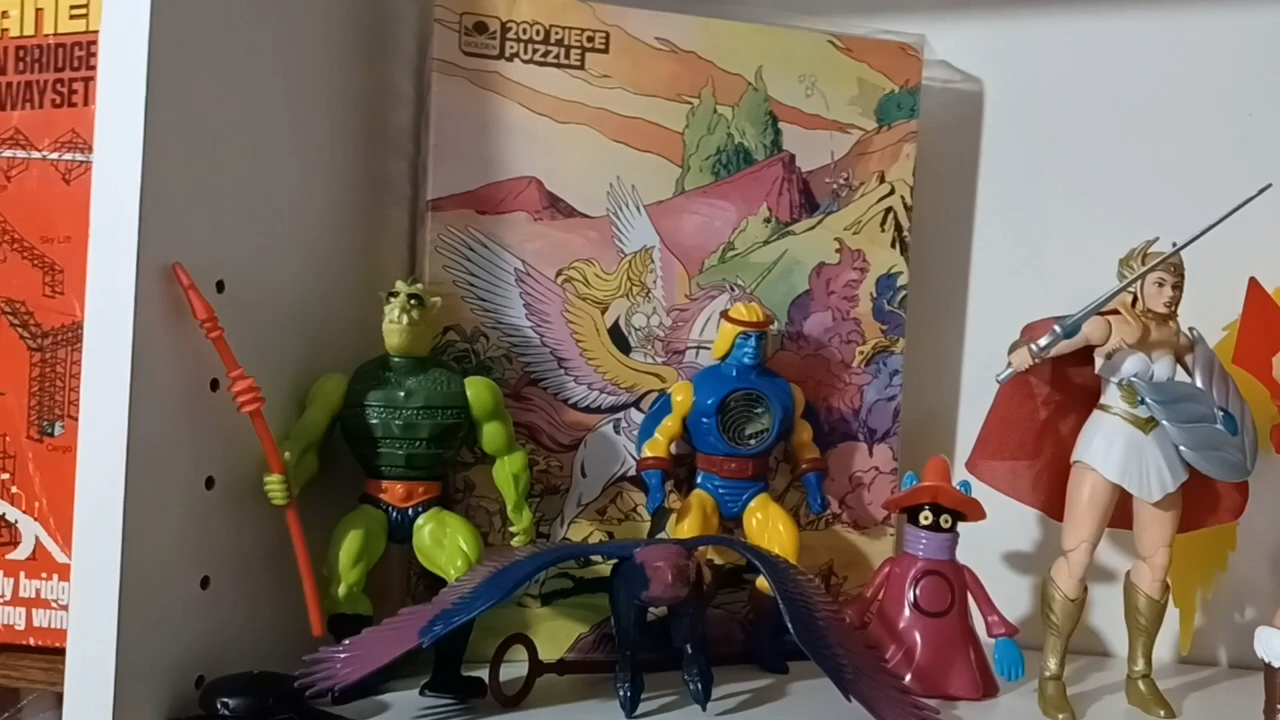 N BRIDGE
WAY SET
Sky Lift
Cargo
ly bridg
ing win
GOLDEN
200 PIECE
PUZZLE